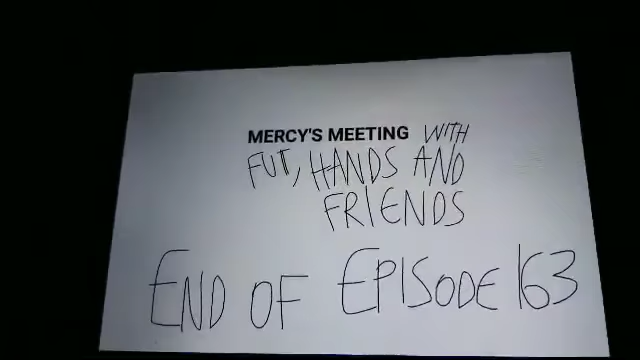 MERCY'S MEETING WITH
FUT, HANDS AND
FRIENDS
END OF EPISODE 163